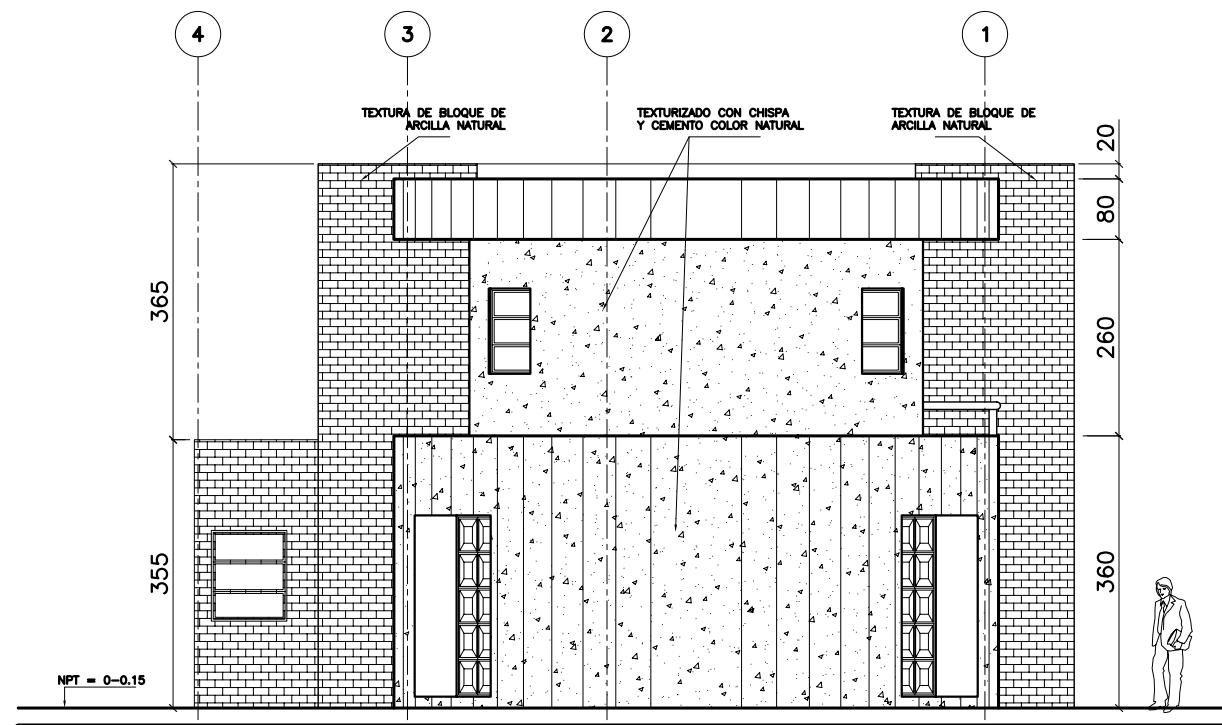 4
3
2
1
TEXTURA DE BLOQUE DE
ARCILLA NATURAL
TEXTURIZADO CON CHISPA
Y CEMENTO COLOR NATURAL
TEXTURA DE BLOQUE DE
ARCILLA NATURAL
20
80
365
260
355
360
NPT = 0-0.15